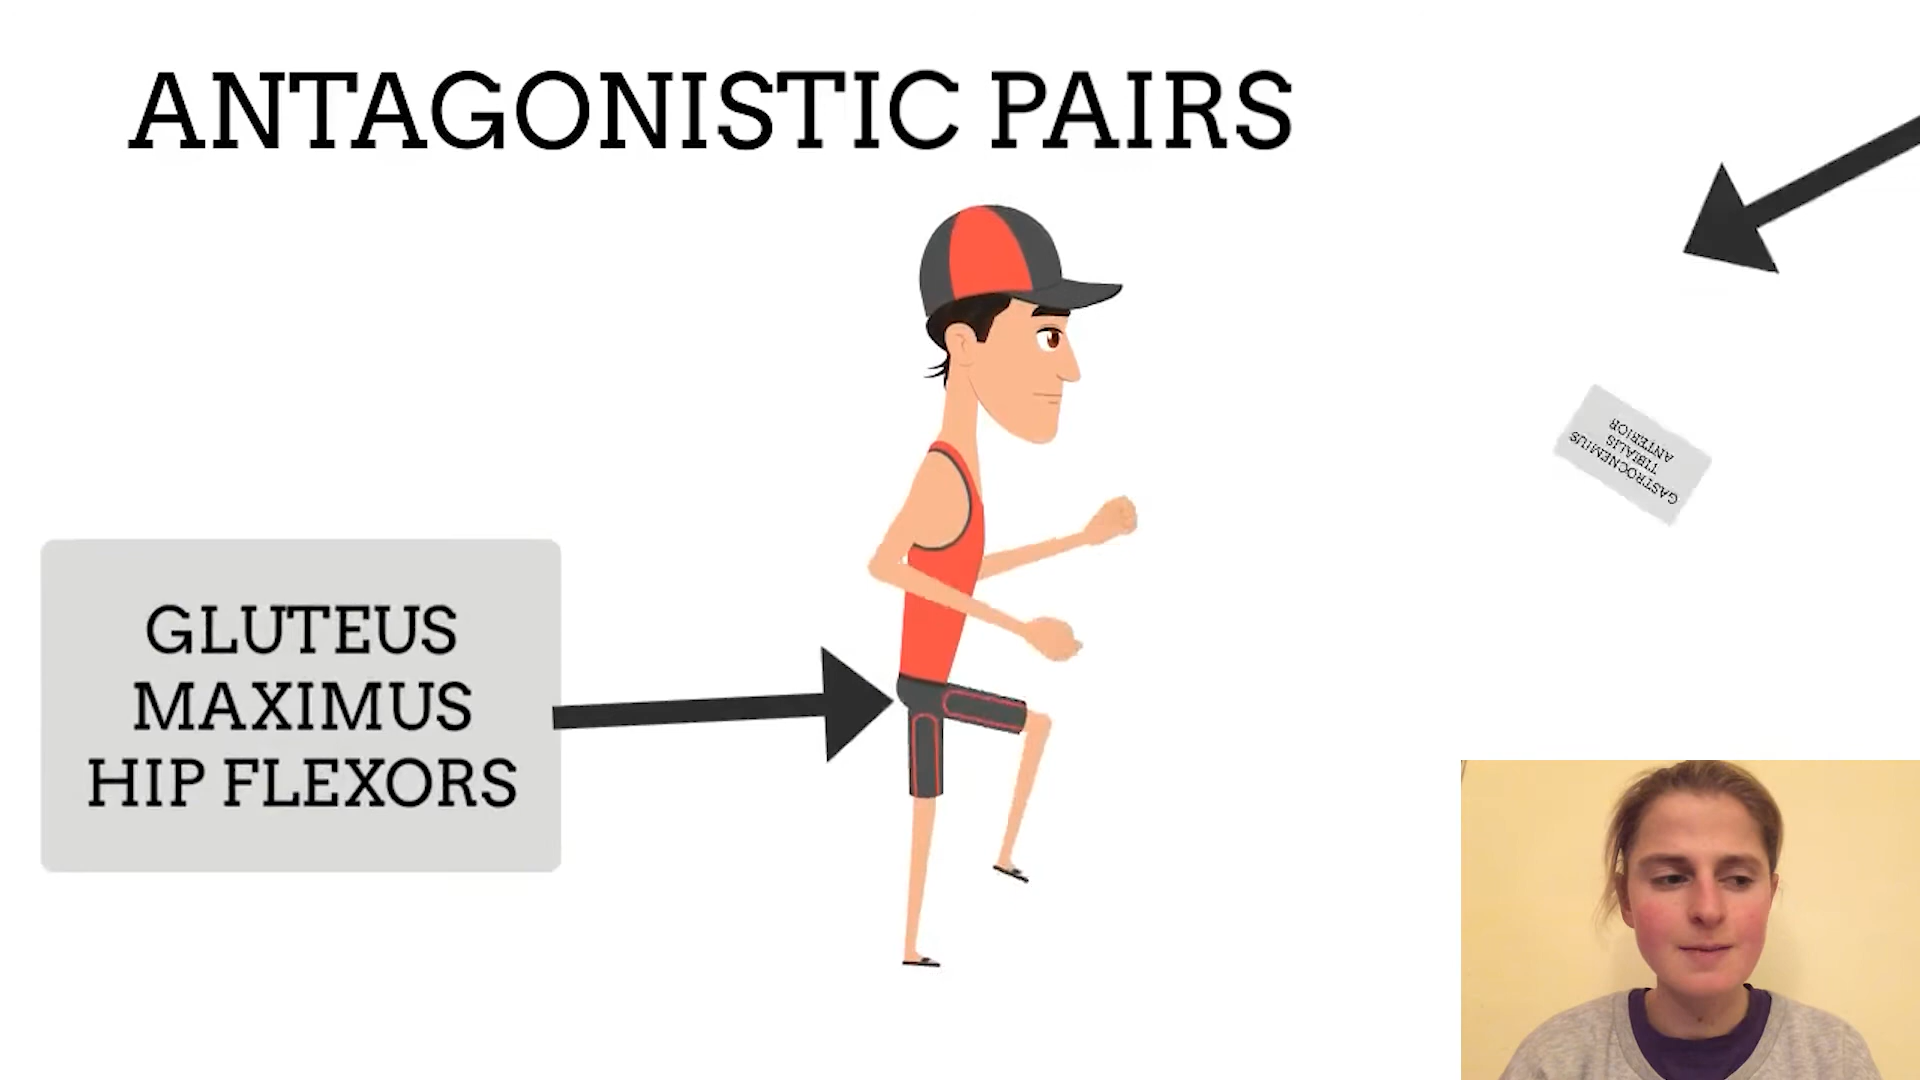 ANTAGONISTIC PAIRS
GLUTEUS
MAXIMUS
HIP FLEXORS
GASTROCNEMIUS
TIBIALIS
ANTERIOR